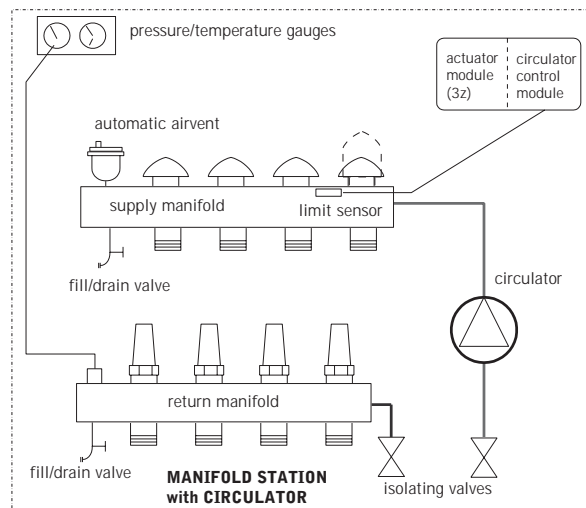 pressure/temperature gauges
actuator
module
(3z)
circulator
control
module
automatic airvent
supply manifold
limit sensor
fill/drain valve
circulator
return manifold
fill/drain valve
MANIFOLD STATION
with CIRCULATOR
isolating valves